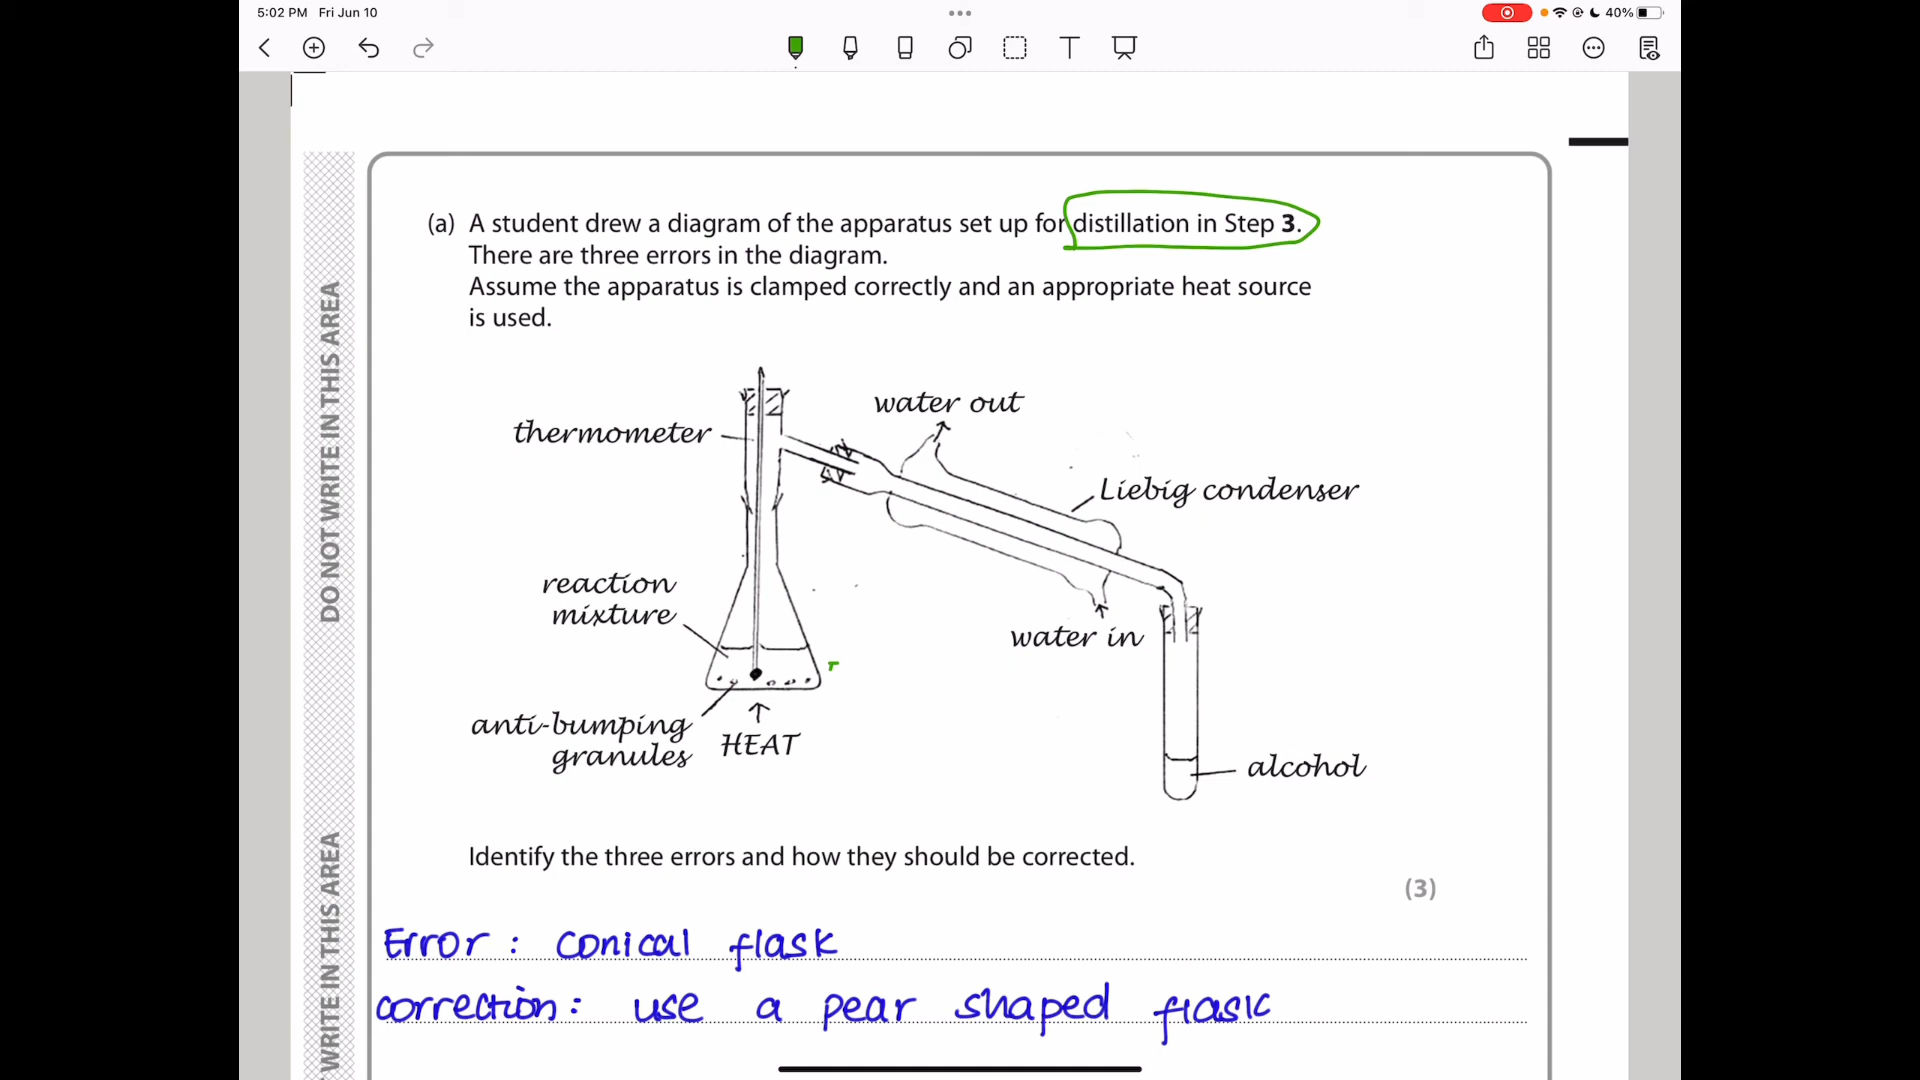 5:02 PM Fri Jun 10
40%
(a) A student drew a diagram of the apparatus set up for distillation in Step 3.
There are three errors in the diagram.
Assume the apparatus is clamped correctly and an appropriate heat source
is used.
water out
thermometer
Liebig condenser
reaction
mixture
water in
anti-bumping
granules
HEAT
alcohol
Identify the three errors and how they should be corrected.
(3)
Error : conical flask
correction : use a pear shaped flask
DO NOT WRITE IN THIS AREA
WRITE IN THIS AREA